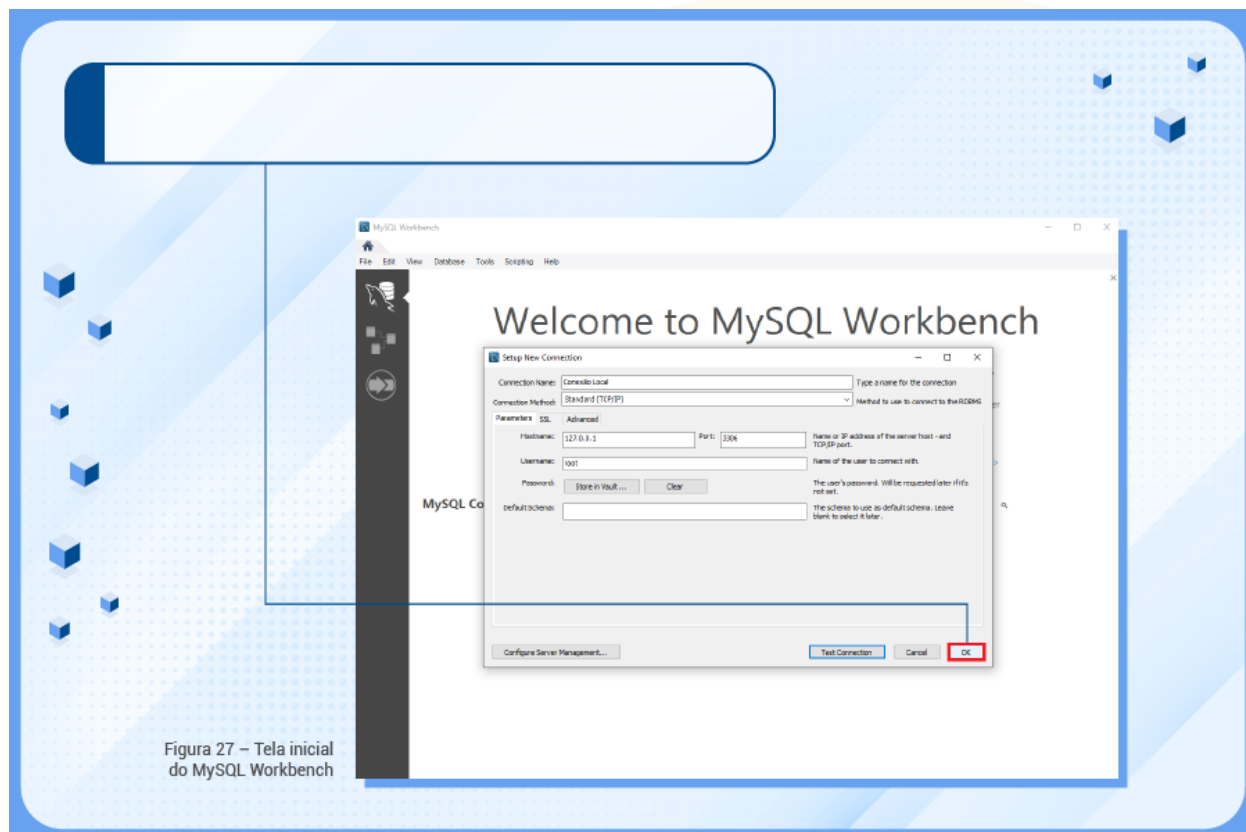 MySQL Workbench
File Edit View Database Tools Scripting Help
Welcome to MySQL Workbench
Setup New Connection
Connection Name: Conexão Local Type a name for the connection
Connection Method: Standard (TCP/IP) Method to use to connect to the RDBMS
Parameters SSL Advanced
Hostname: 127.0.0.1 Port: 3306 Name or IP address of the server host - and
TCP/IP port.
Username: root Name of the user to connect with.
Password: Store in Vault ... Clear The user's password. Will be requested later if it's
not set.
Default Schema: The schema to use as default schema. Leave
blank to select it later.
MySQL Co
Configure Server Management... Test Connection Cancel OK
Figura 27 – Tela inicial
do MySQL Workbench